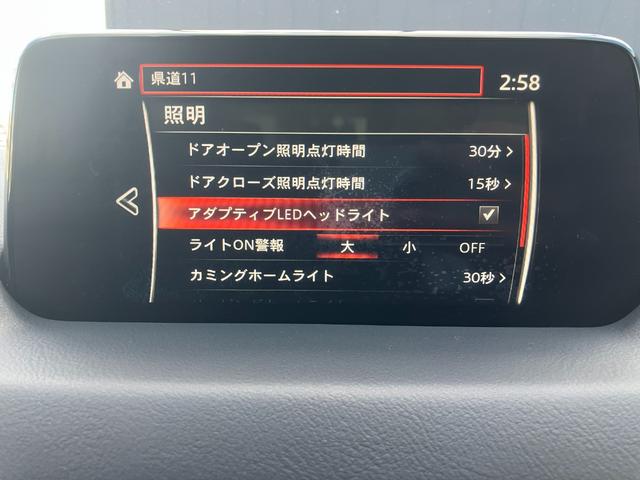 県道11
2:58
照明
ドアオープン照明点灯時間 30分
ドアクローズ照明点灯時間 15秒
アダプティブLEDヘッドライト
ライトON警報 大 小 OFF
カミングホームライト 30秒